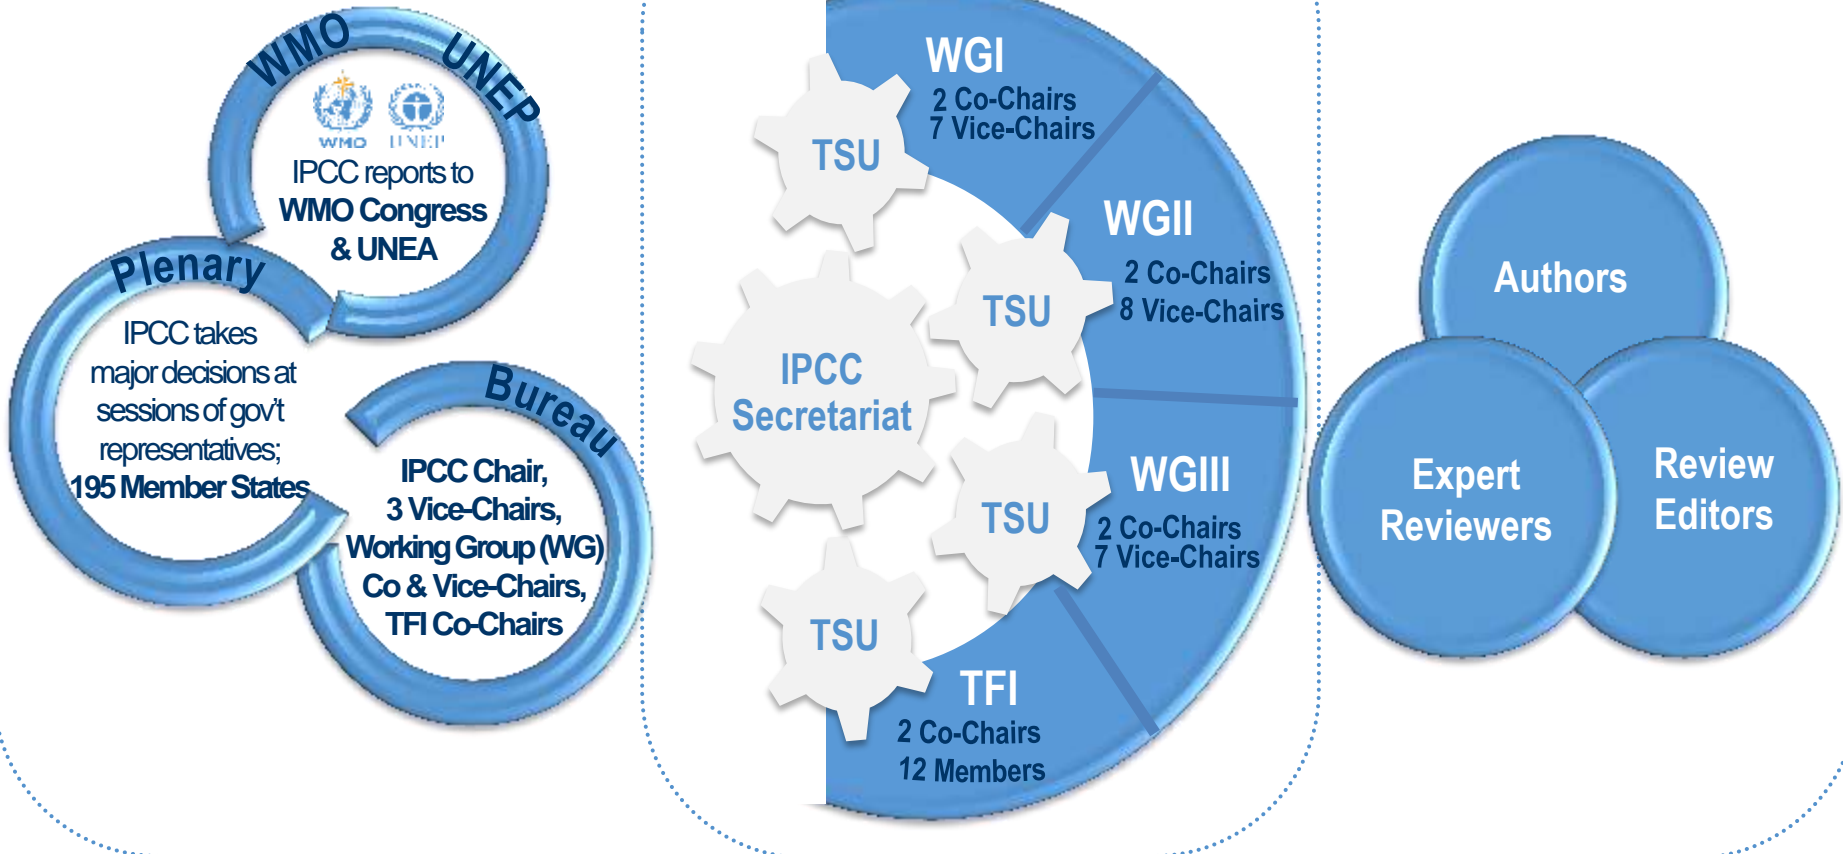 WMO
UNEP
WMO
UNEP
IPCC reports to
WMO Congress
& UNEA
Plenary
IPCC takes
major decisions at
sessions of gov't
representatives;
195 Member States
Bureau
IPCC Chair,
3 Vice-Chairs,
Working Group (WG)
Co & Vice-Chairs,
TFI Co-Chairs
WGI
2 Co-Chairs
7 Vice-Chairs
TSU
WGII
2 Co-Chairs
8 Vice-Chairs
TSU
IPCC
Secretariat
WGIII
2 Co-Chairs
7 Vice-Chairs
TSU
TSU
TFI
2 Co-Chairs
12 Members
Authors
Expert
Reviewers
Review
Editors